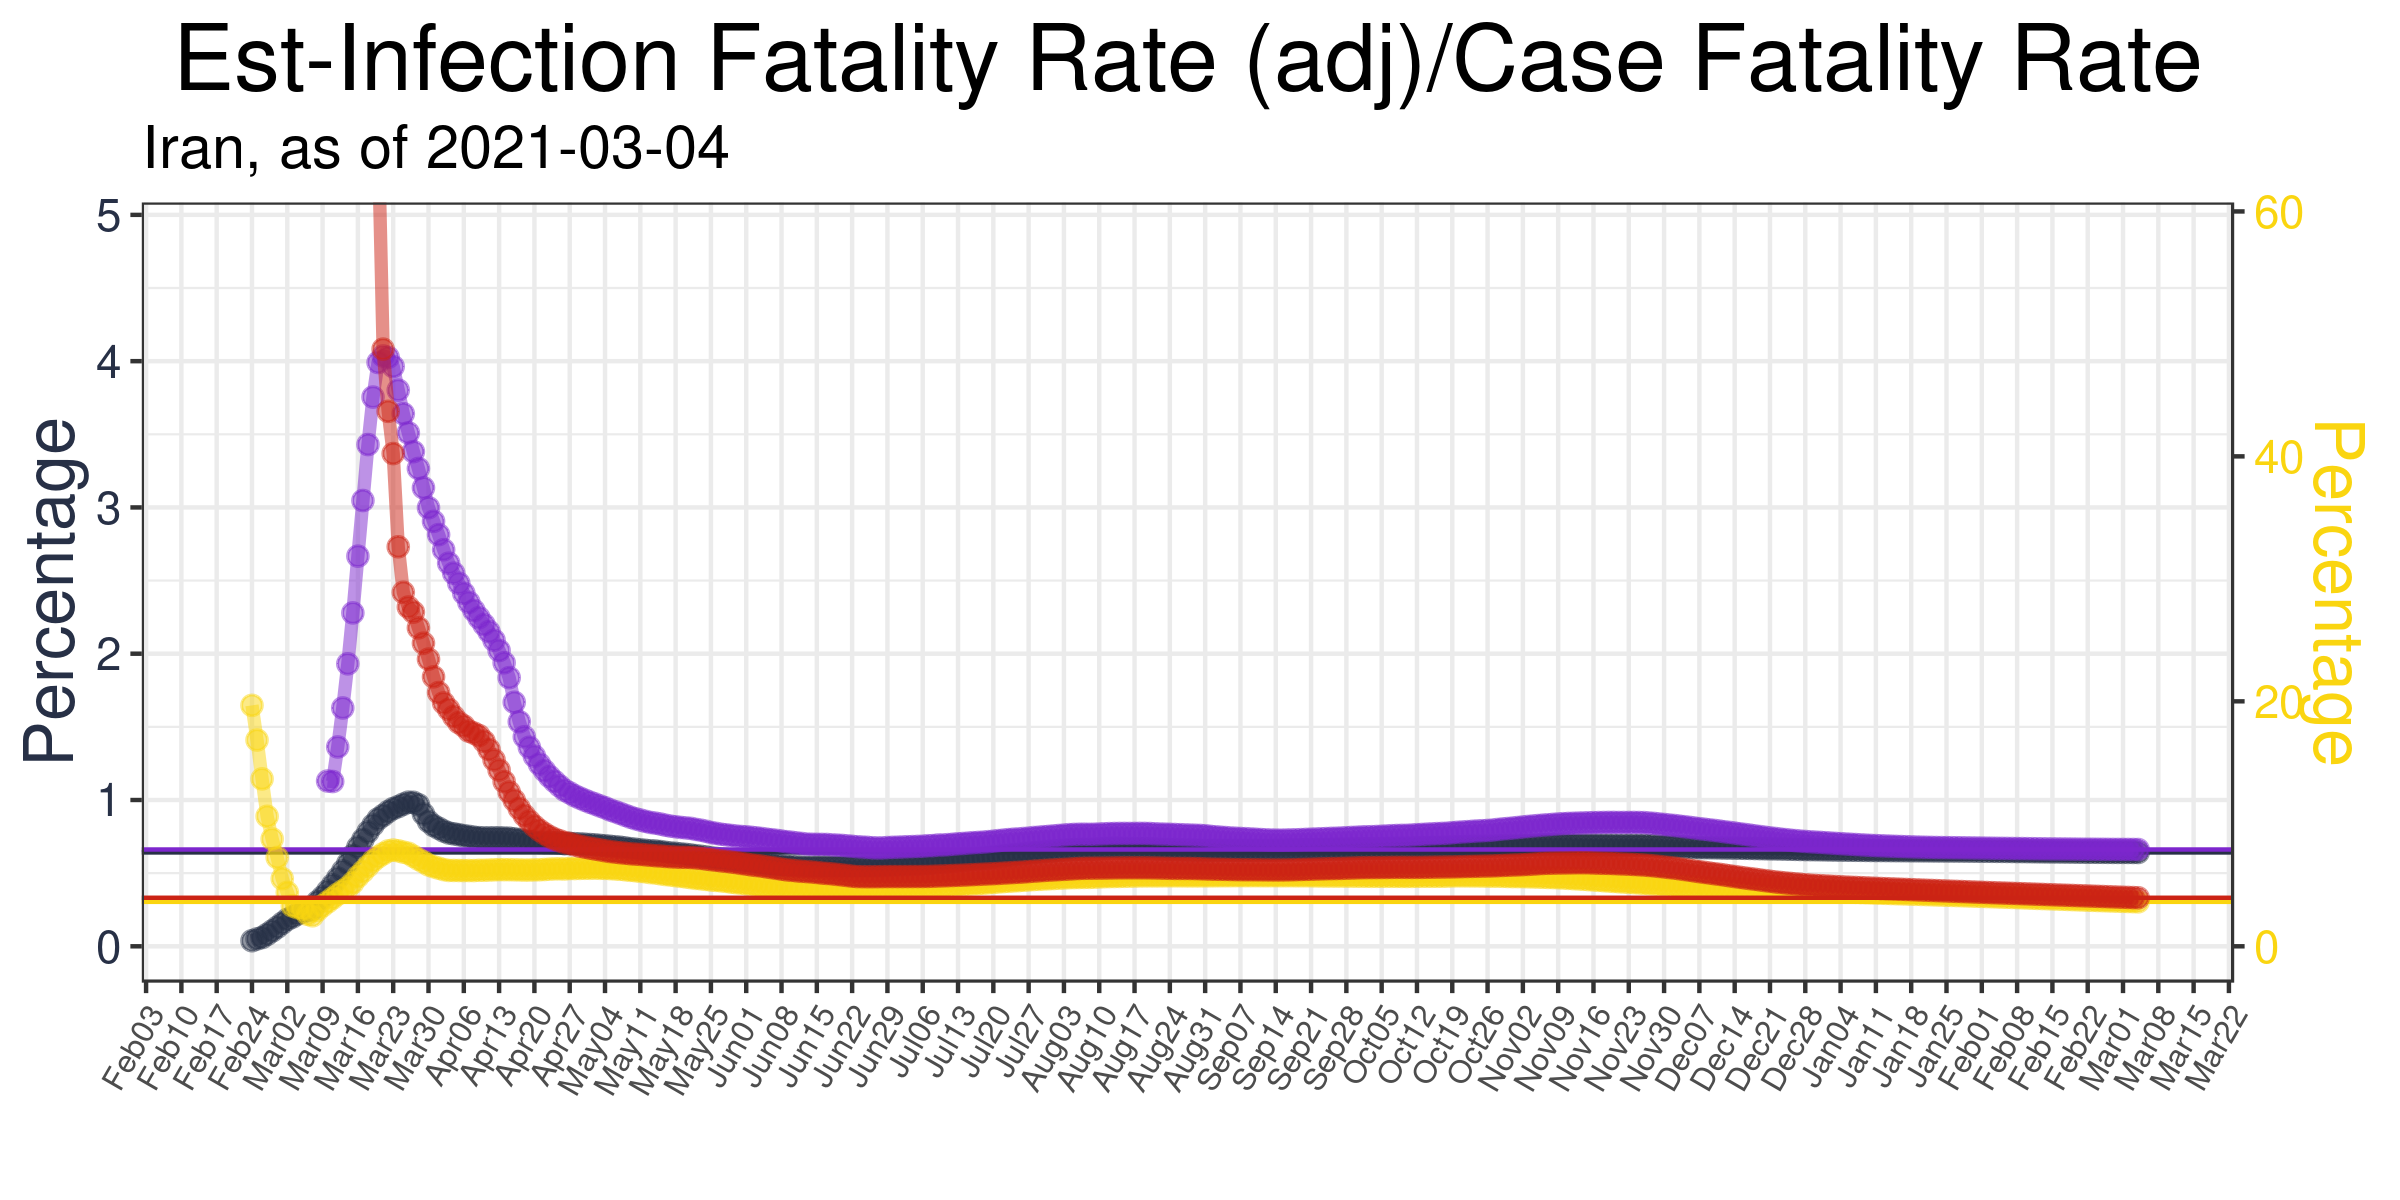 Est-Infection Fatality Rate (adj)/Case Fatality Rate
Iran, as of 2021-03-04
Percentage
5
4
3
2
1
0
60
40
20
0
Percentage
Feb03
Feb10
Feb17
Feb24
Mar02
Mar09
Mar16
Mar23
Mar30
Apr06
Apr13
Apr20
Apr27
May04
May11
May18
May25
Jun01
Jun08
Jun15
Jun22
Jun29
Jul06
Jul13
Jul20
Jul27
Aug03
Aug10
Aug17
Aug24
Aug31
Sep07
Sep14
Sep21
Sep28
Oct05
Oct12
Oct19
Oct26
Nov02
Nov09
Nov16
Nov23
Nov30
Dec07
Dec14
Dec21
Dec28
Dec04
Jan11
Jan18
Jan25
Feb01
Feb08
Feb15
Feb22
Mar01
Mar08
Mar15
Mar22